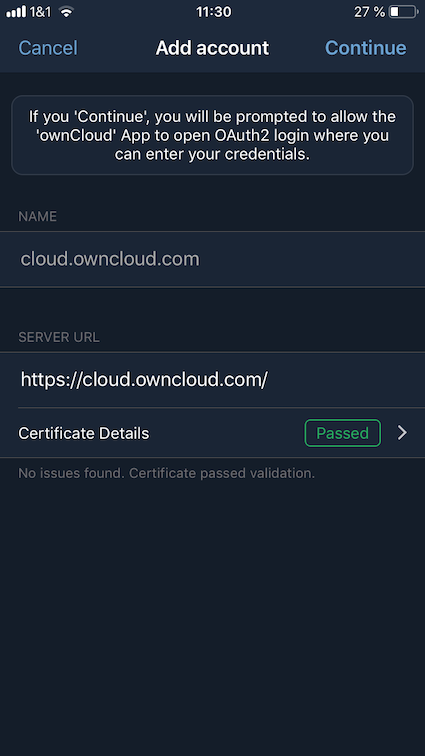 1&1 11:30 27 %
Cancel Add account Continue
If you 'Continue', you will be prompted to allow the
'ownCloud' App to open OAuth2 login where you
can enter your credentials.
NAME
cloud.owncloud.com
SERVER URL
https://cloud.owncloud.com/
Certificate Details Passed
No issues found. Certificate passed validation.